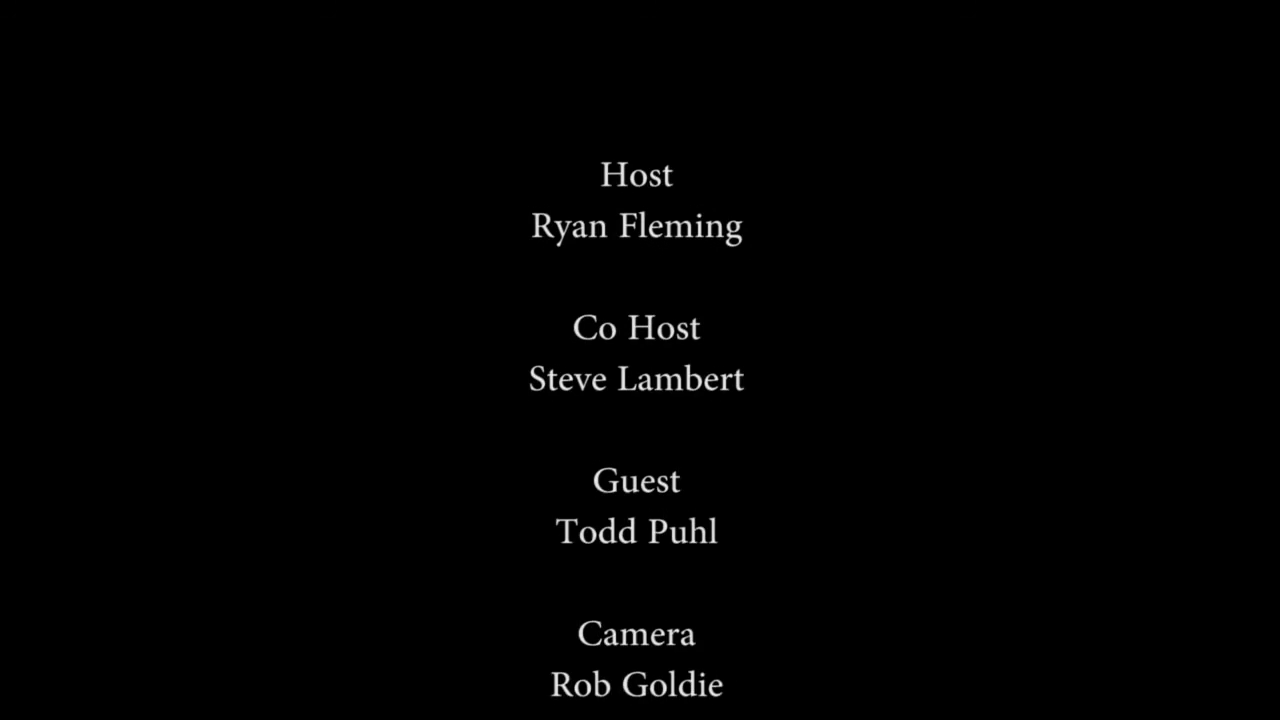 Host
Ryan Fleming
Co Host
Steve Lambert
Guest
Todd Puhl
Camera
Rob Goldie